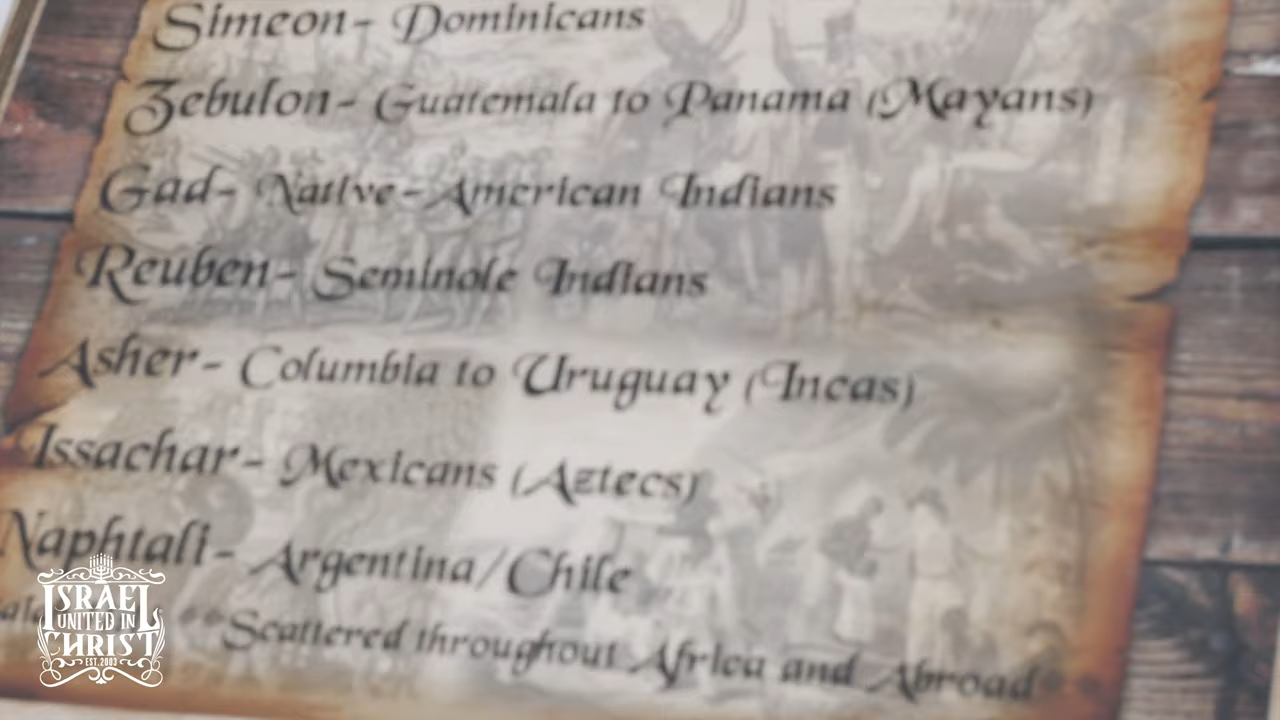 Simeon- Dominicans
Zebulon- Guatemala to Panama (Mayans)
Gad- Native-American Indians
Reuben- Seminole Indians
Asher- Columbia to Uruguay (Incas)
Issachar- Mexicans (Aztecs)
Naphtali- Argentina/Chile
**Scattered throughout Africa and Abroad**
ISRAEL
UNITED IN
CHRIST
EST. 2003